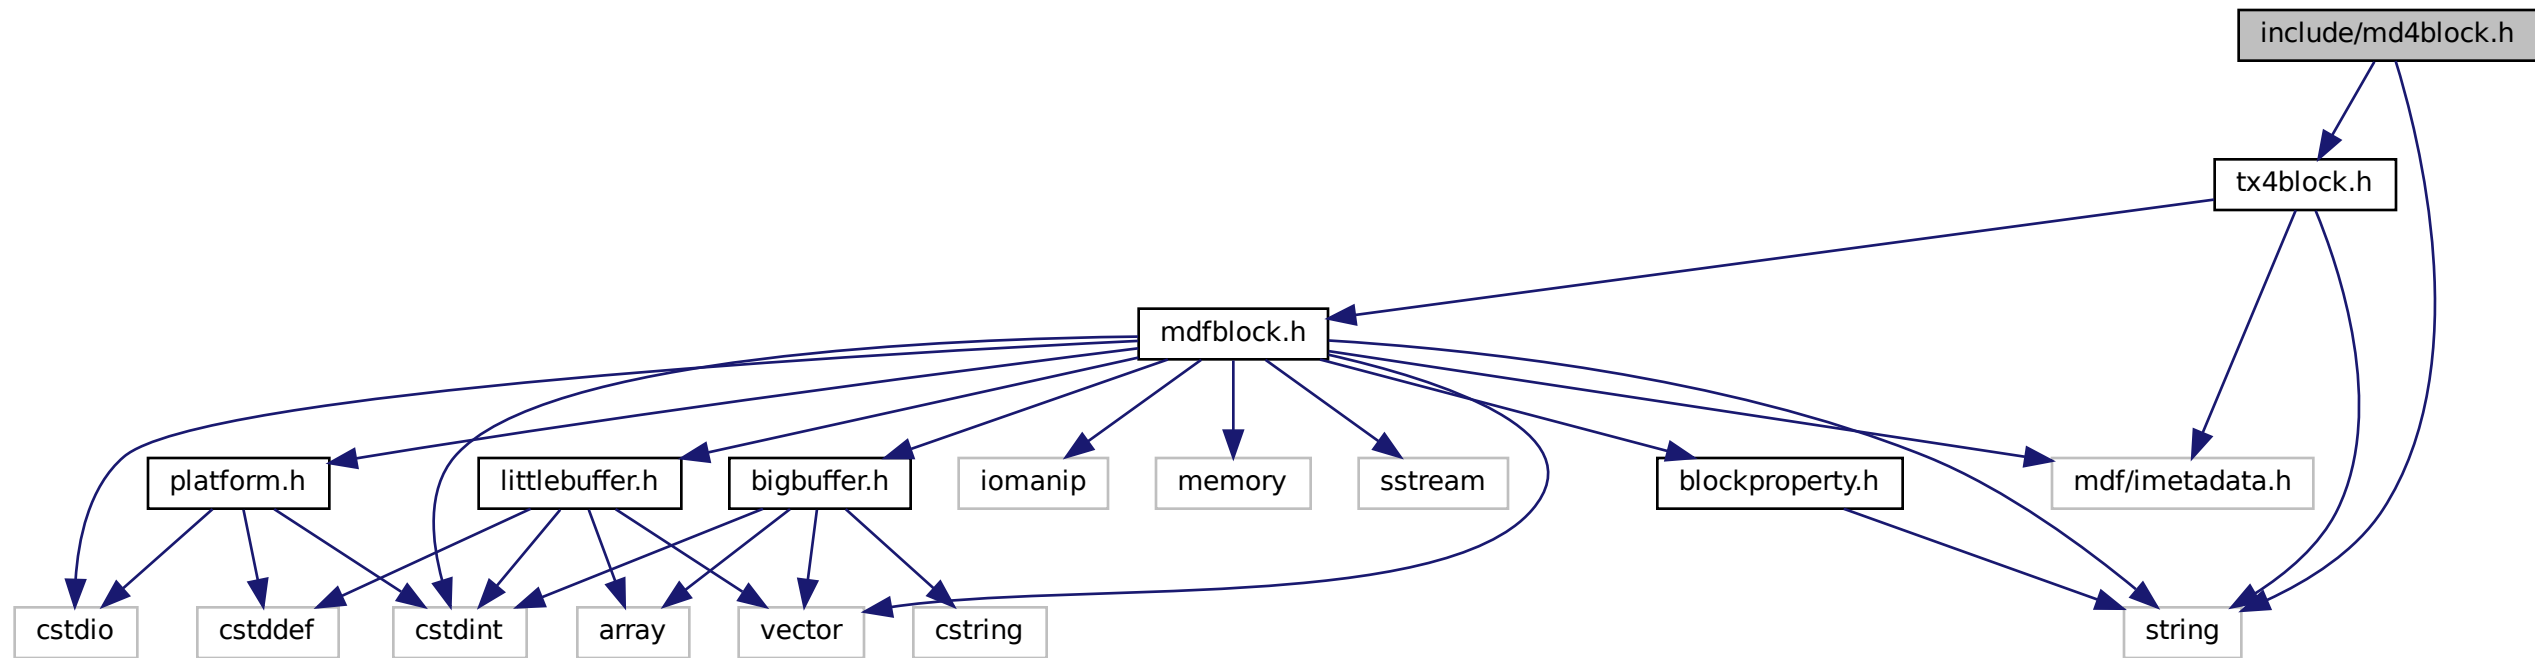 include/md4block.h
tx4block.h
mdfblock.h
platform.h
littlebuffer.h
bigbuffer.h
iomanip
memory
sstream
blockproperty.h
mdf/imetadata.h
cstdio
cstddef
cstdint
array
vector
cstring
string